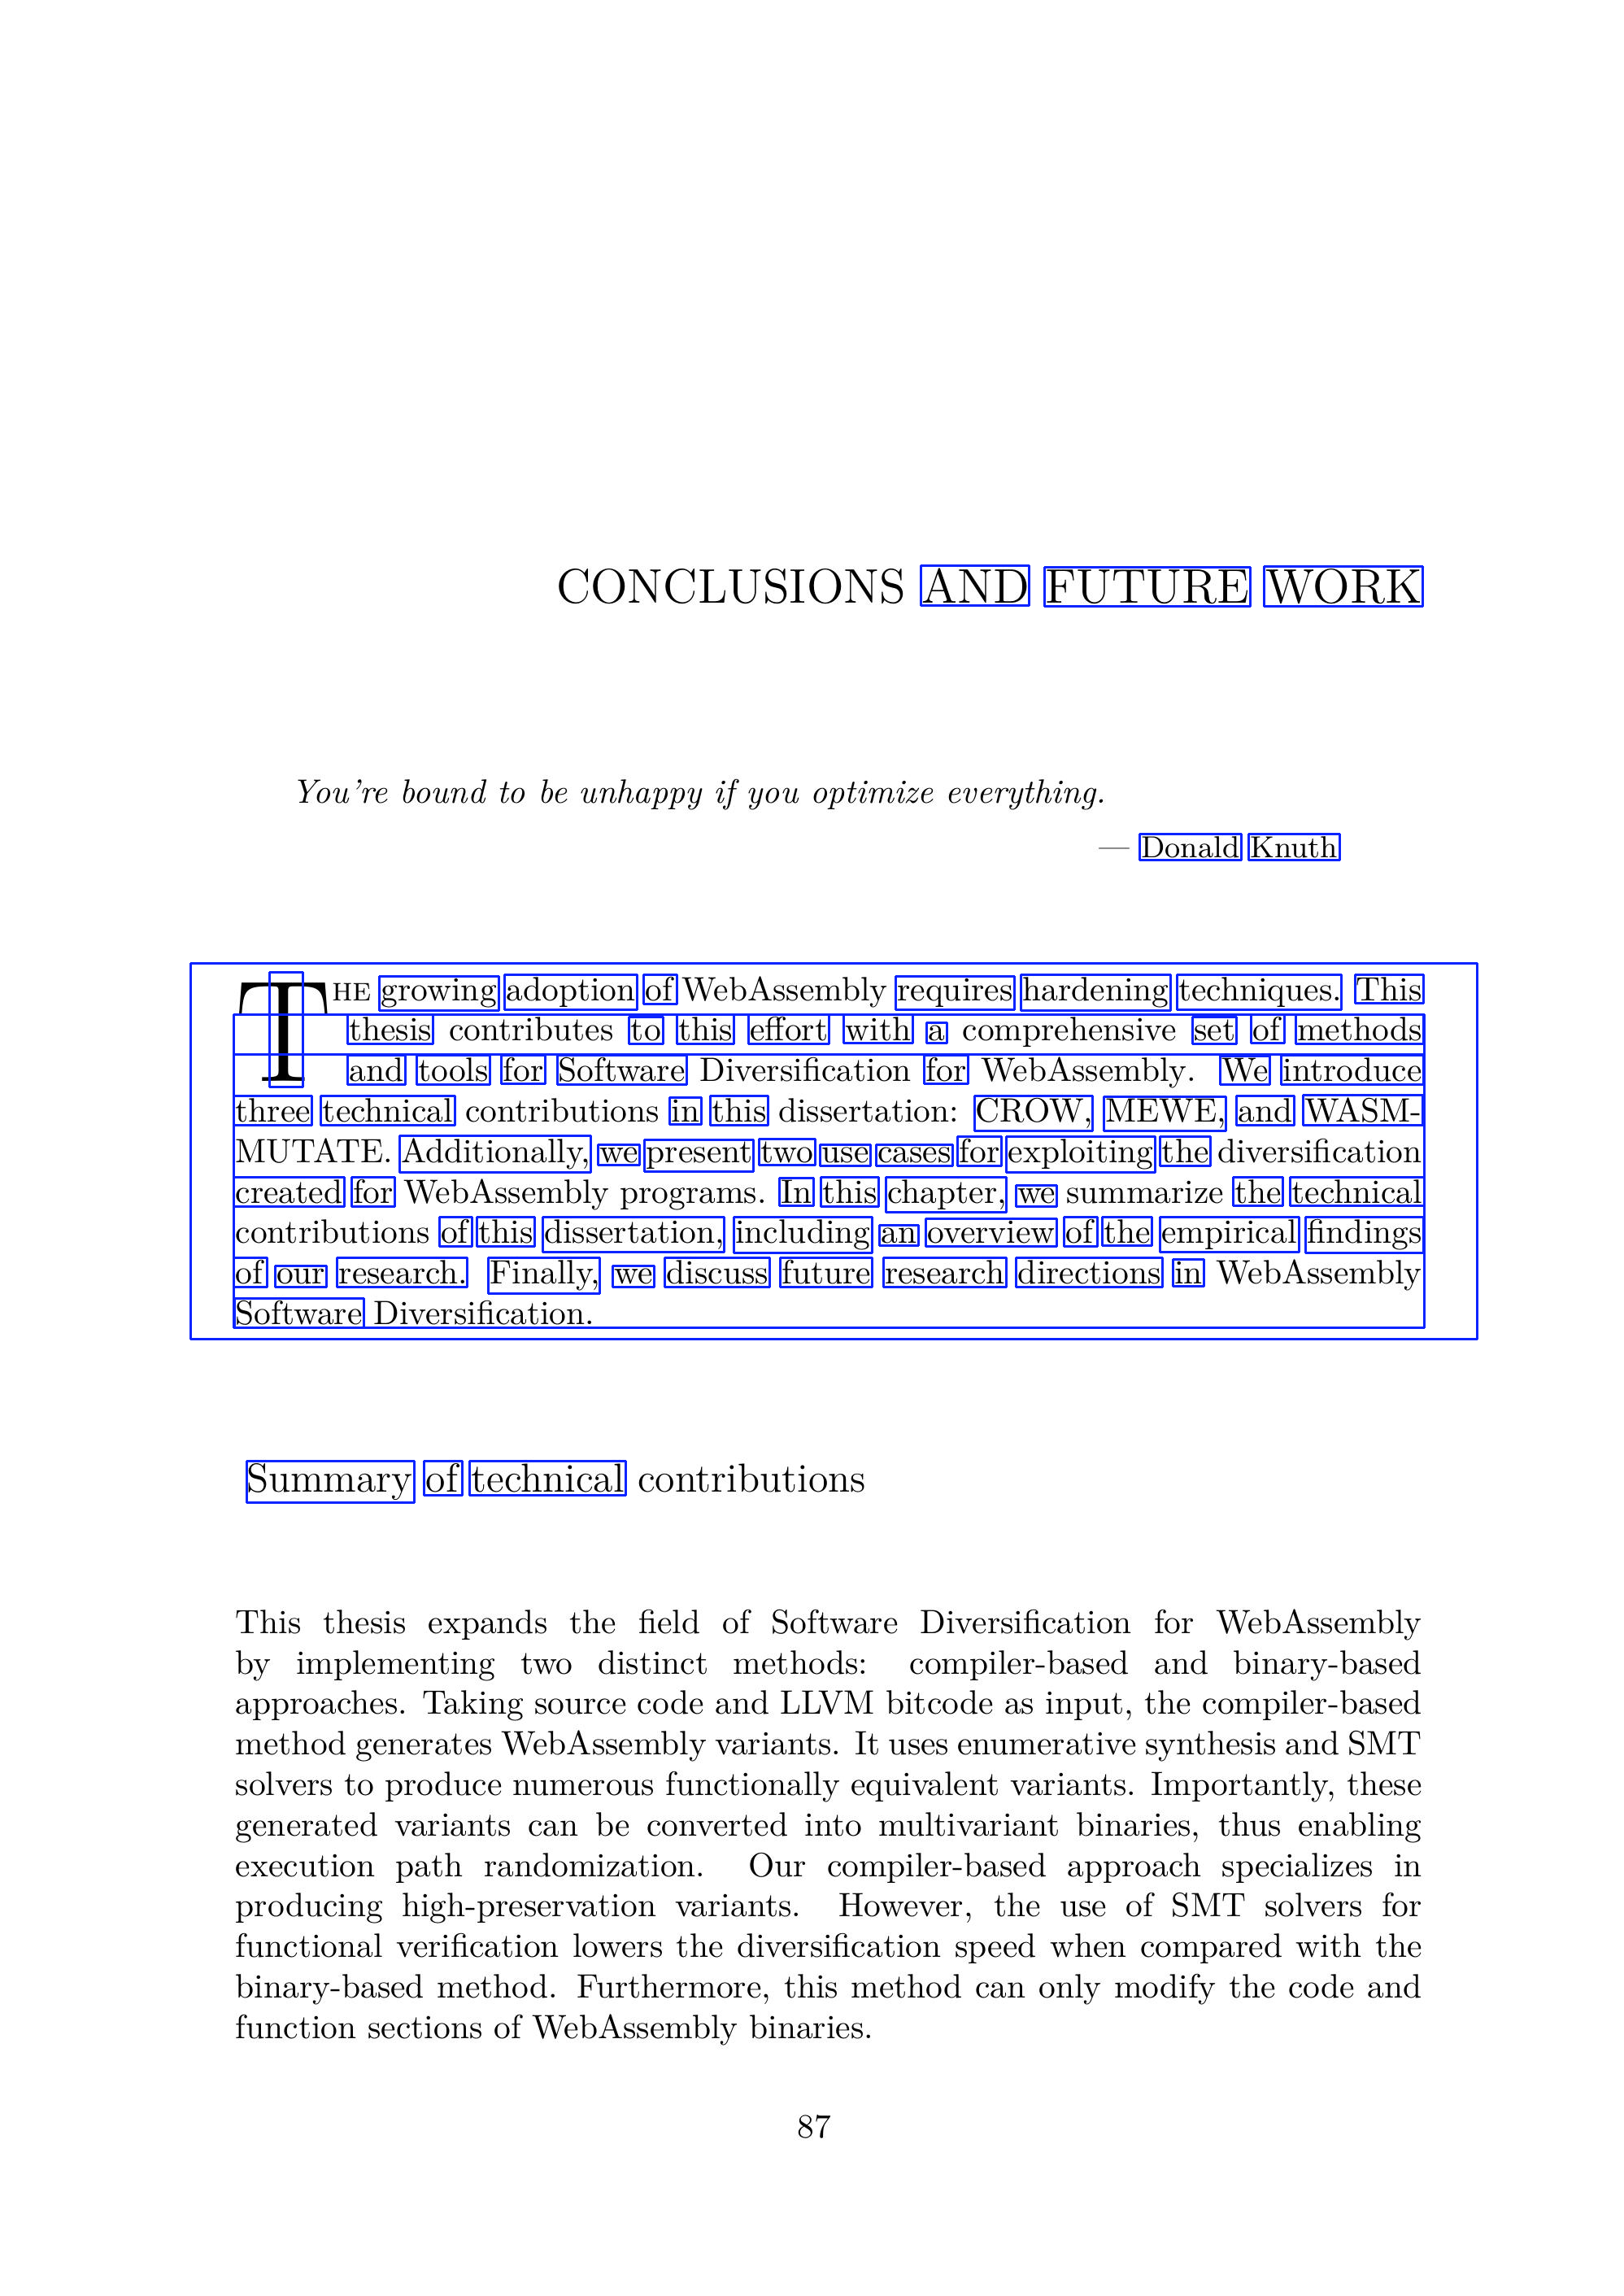 CONCLUSIONS AND FUTURE WORK
You're bound to be unhappy if you optimize everything.
— Donald Knuth
THE growing adoption of WebAssembly requires hardening techniques. This
thesis contributes to this effort with a comprehensive set of methods
and tools for Software Diversification for WebAssembly. We introduce
three technical contributions in this dissertation: CROW, MEWE, and WASM-
MUTATE. Additionally, we present two use cases for exploiting the diversification
created for WebAssembly programs. In this chapter, we summarize the technical
contributions of this dissertation, including an overview of the empirical findings
of our research. Finally, we discuss future research directions in WebAssembly
Software Diversification.
Summary of technical contributions
This thesis expands the field of Software Diversification for WebAssembly
by implementing two distinct methods: compiler-based and binary-based
approaches. Taking source code and LLVM bitcode as input, the compiler-based
method generates WebAssembly variants. It uses enumerative synthesis and SMT
solvers to produce numerous functionally equivalent variants. Importantly, these
generated variants can be converted into multivariant binaries, thus enabling
execution path randomization. Our compiler-based approach specializes in
producing high-preservation variants. However, the use of SMT solvers for
functional verification lowers the diversification speed when compared with the
binary-based method. Furthermore, this method can only modify the code and
function sections of WebAssembly binaries.
87